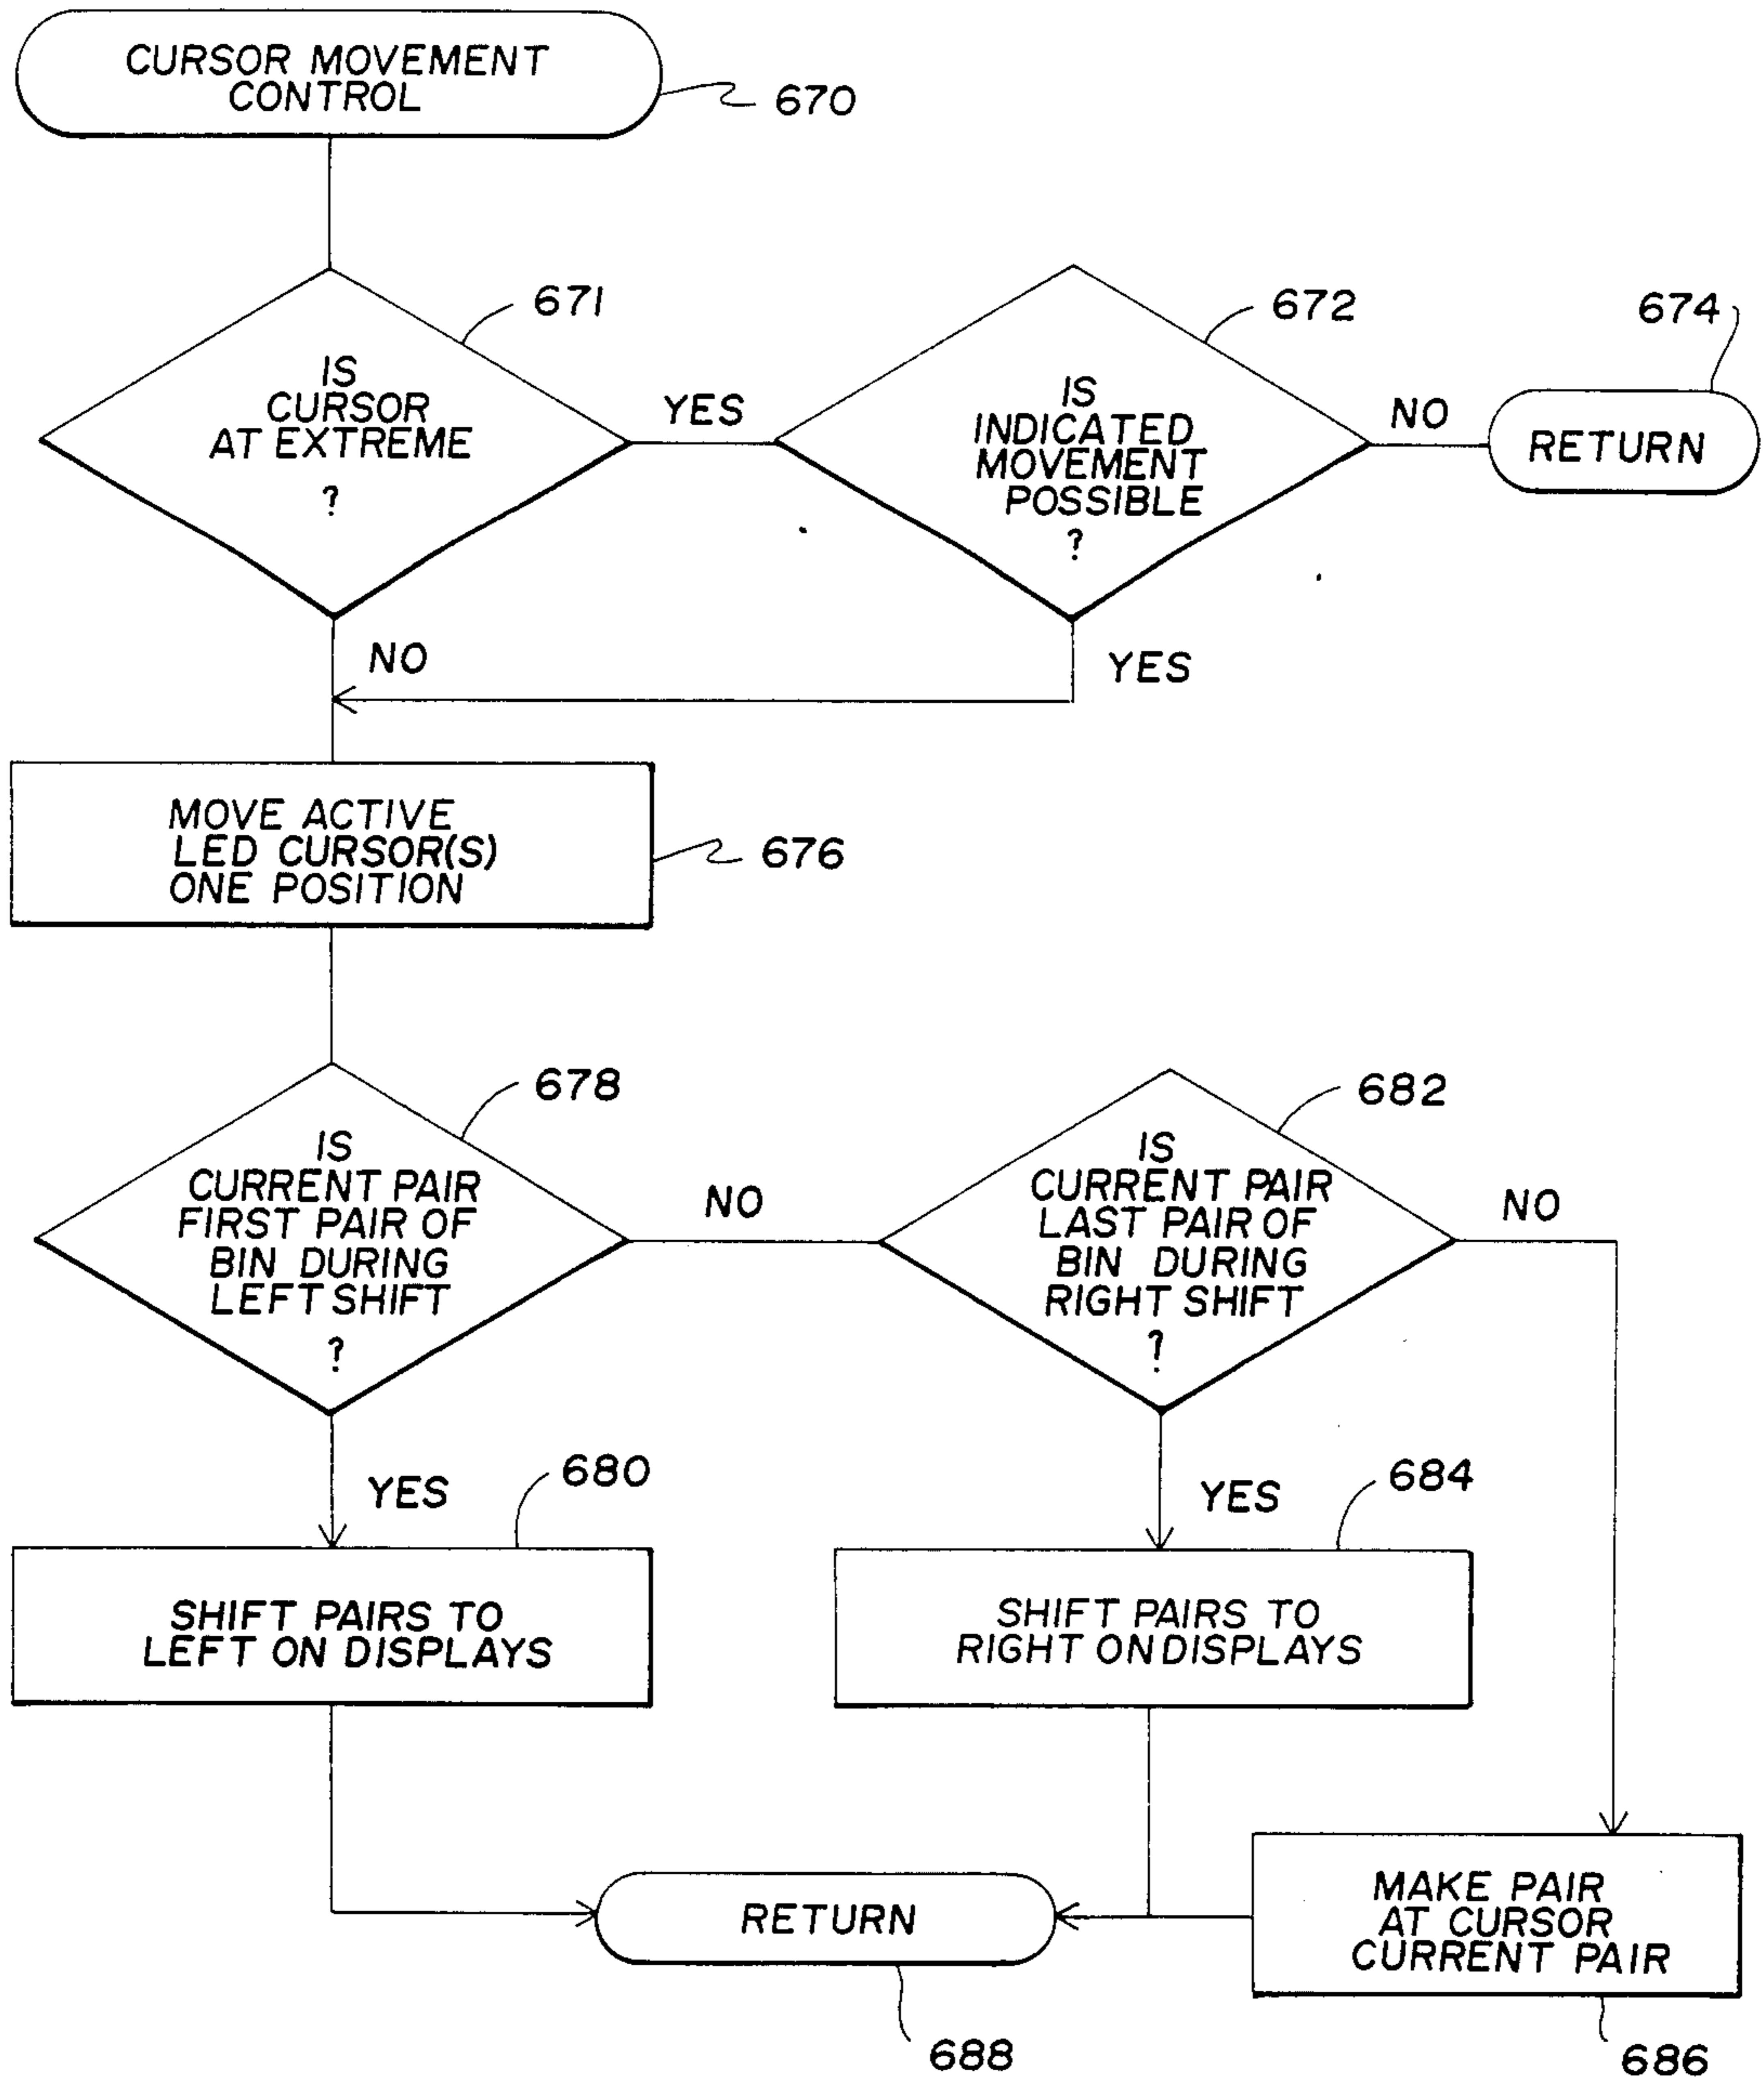 CURSOR MOVEMENT
CONTROL
670
671
IS
CURSOR
AT EXTREME
?
YES
672
IS
INDICATED
MOVEMENT
POSSIBLE
?
NO
674
RETURN
NO
YES
MOVE ACTIVE
LED CURSOR(S)
ONE POSITION
676
678
IS
CURRENT PAIR
FIRST PAIR OF
BIN DURING
LEFT SHIFT
?
NO
682
IS
CURRENT PAIR
LAST PAIR OF
BIN DURING
RIGHT SHIFT
?
NO
YES
680
YES
684
SHIFT PAIRS TO
LEFT ON DISPLAYS
SHIFT PAIRS TO
RIGHT ON DISPLAYS
RETURN
688
MAKE PAIR
AT CURSOR
CURRENT PAIR
686